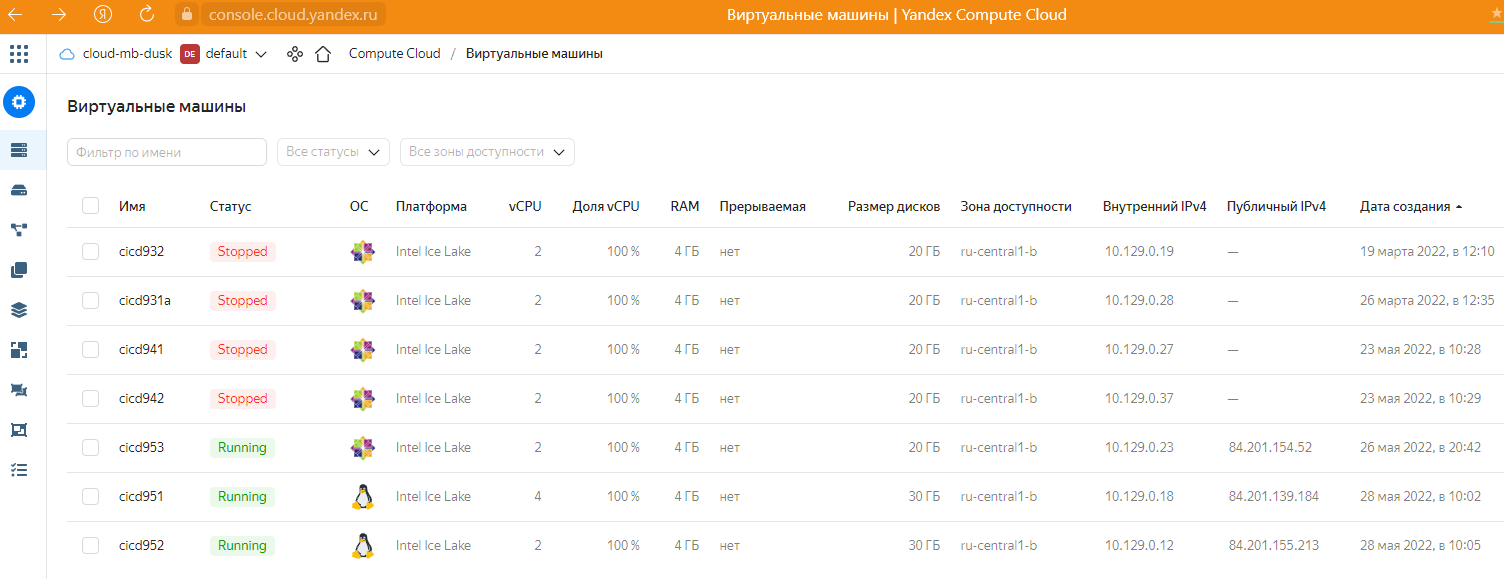 Я console.cloud.yandex.ru Виртуальные машины | Yandex Compute Cloud
cloud-mb-dusk DE default Compute Cloud / Виртуальные машины
Виртуальные машины
Фильтр по имени Все статусы Все зоны доступности
Имя Статус ОС Платформа vCPU Доля vCPU RAM Прерываемая Размер дисков Зона доступности Внутренний IPv4 Публичный IPv4 Дата создания
cicd932 Stopped Intel Ice Lake 2 100 % 4 ГБ нет 20 ГБ ru-central1-b 10.129.0.19 — 19 марта 2022, в 12:10
cicd931a Stopped Intel Ice Lake 2 100 % 4 ГБ нет 20 ГБ ru-central1-b 10.129.0.28 — 26 марта 2022, в 12:35
cicd941 Stopped Intel Ice Lake 2 100 % 4 ГБ нет 20 ГБ ru-central1-b 10.129.0.27 — 23 мая 2022, в 10:28
cicd942 Stopped Intel Ice Lake 2 100 % 4 ГБ нет 20 ГБ ru-central1-b 10.129.0.37 — 23 мая 2022, в 10:29
cicd953 Running Intel Ice Lake 2 100 % 4 ГБ нет 20 ГБ ru-central1-b 10.129.0.23 84.201.154.52 26 мая 2022, в 20:42
cicd951 Running Intel Ice Lake 4 100 % 4 ГБ нет 30 ГБ ru-central1-b 10.129.0.18 84.201.139.184 28 мая 2022, в 10:02
cicd952 Running Intel Ice Lake 2 100 % 4 ГБ нет 30 ГБ ru-central1-b 10.129.0.12 84.201.155.213 28 мая 2022, в 10:05